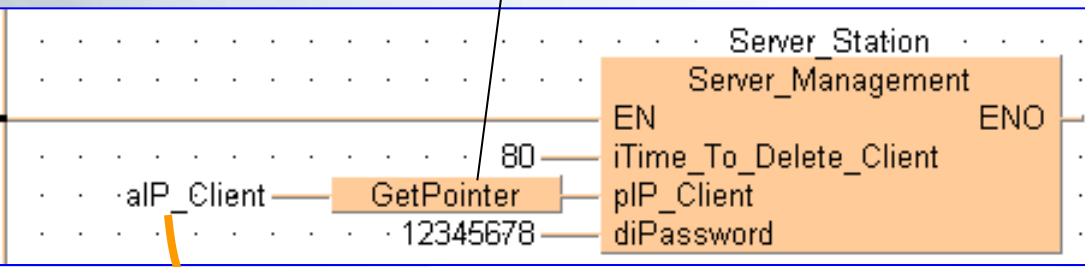 Server_Station
Server_Management
EN ENO
80 iTime_To_Delete_Client
aIP_Client GetPointer pIP_Client
12345678 diPassword